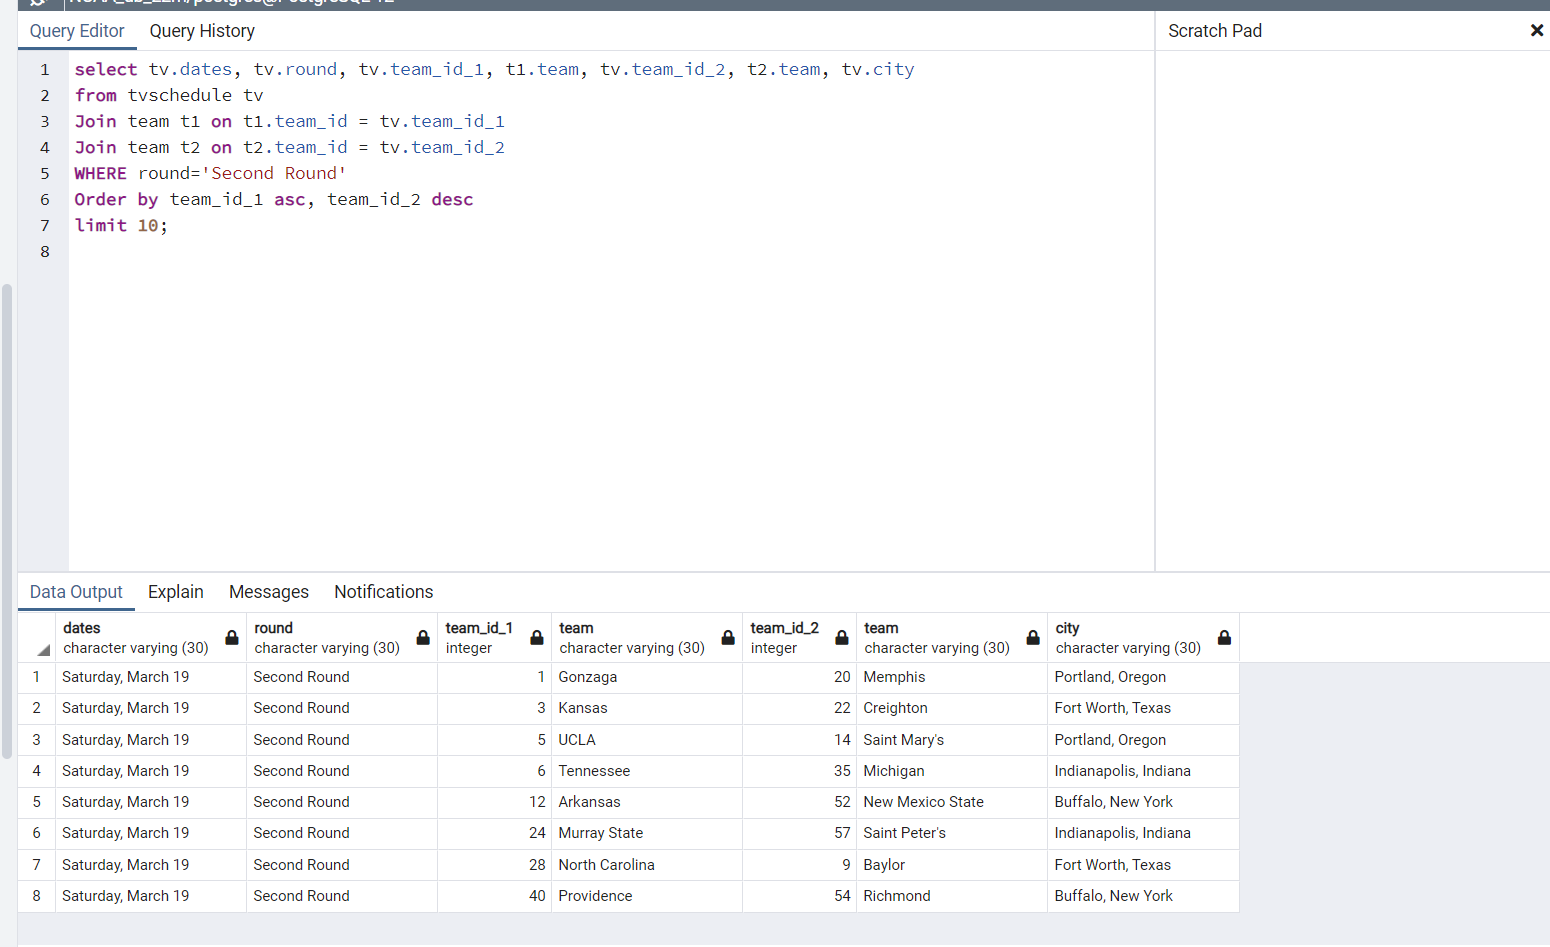 Query Editor Query History Scratch Pad
1 select tv.dates, tv.round, tv.team_id_1, t1.team, tv.team_id_2, t2.team, tv.city
2 from tvschedule tv
3 Join team t1 on t1.team_id = tv.team_id_1
4 Join team t2 on t2.team_id = tv.team_id_2
5 WHERE round='Second Round'
6 Order by team_id_1 asc, team_id_2 desc
7 limit 10;
8
Data Output Explain Messages Notifications
dates round team_id_1 team team_id_2 team city
character varying (30) character varying (30) integer character varying (30) integer character varying (30) character varying (30)
1 Saturday, March 19 Second Round 1 Gonzaga 20 Memphis Portland, Oregon
2 Saturday, March 19 Second Round 3 Kansas 22 Creighton Fort Worth, Texas
3 Saturday, March 19 Second Round 5 UCLA 14 Saint Mary's Portland, Oregon
4 Saturday, March 19 Second Round 6 Tennessee 35 Michigan Indianapolis, Indiana
5 Saturday, March 19 Second Round 12 Arkansas 52 New Mexico State Buffalo, New York
6 Saturday, March 19 Second Round 24 Murray State 57 Saint Peter's Indianapolis, Indiana
7 Saturday, March 19 Second Round 28 North Carolina 9 Baylor Fort Worth, Texas
8 Saturday, March 19 Second Round 40 Providence 54 Richmond Buffalo, New York